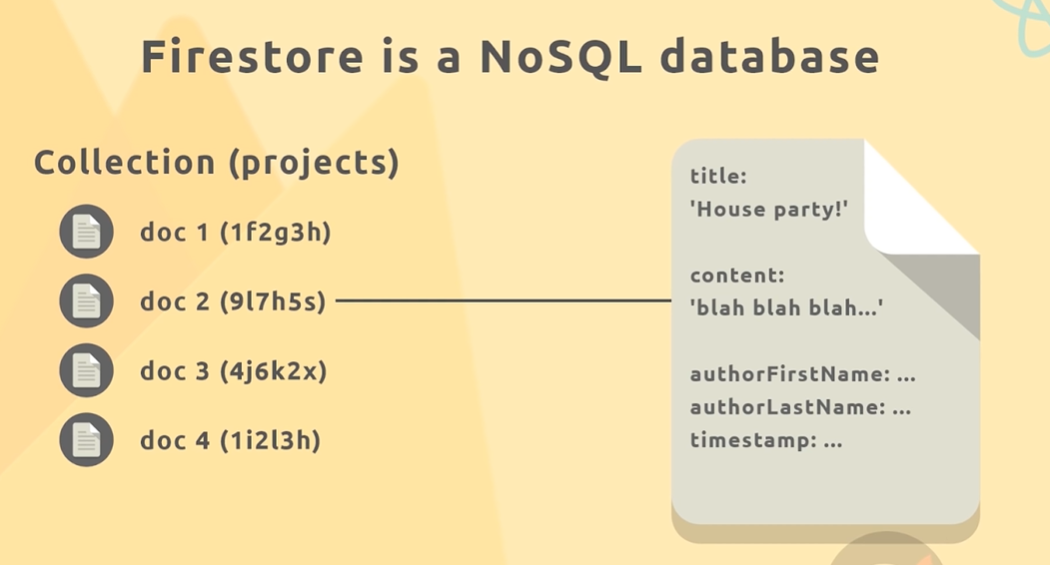 Firestore is a NoSQL database
Collection (projects)
doc 1 (1f2g3h)
doc 2 (9l7h5s)
doc 3 (4j6k2x)
doc 4 (1i2l3h)
title:
'House party!'
content:
'blah blah blah...'
authorFirstName: ...
authorLastName: ...
timestamp: ...